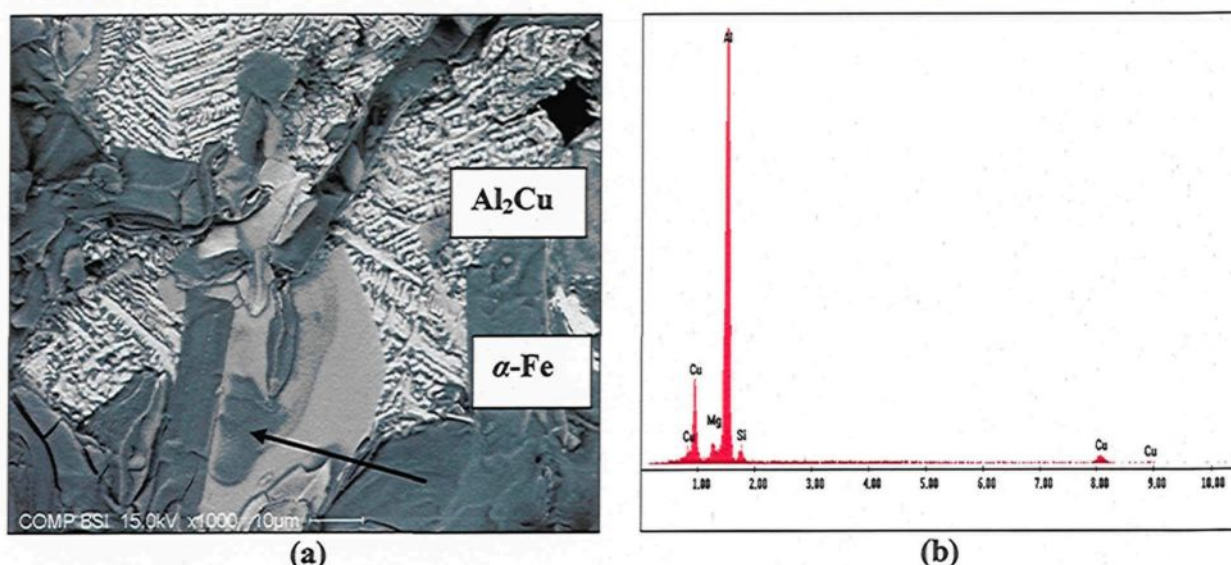 Al₂Cu
α-Fe
COMP BSI 15.0kV x1000 10μm
(a)
Al
Cu
Cu
Mg
Si
Cu
Cu
1.00 2.00 3.00 4.00 5.00 6.00 7.00 8.00 9.00 10.00
(b)